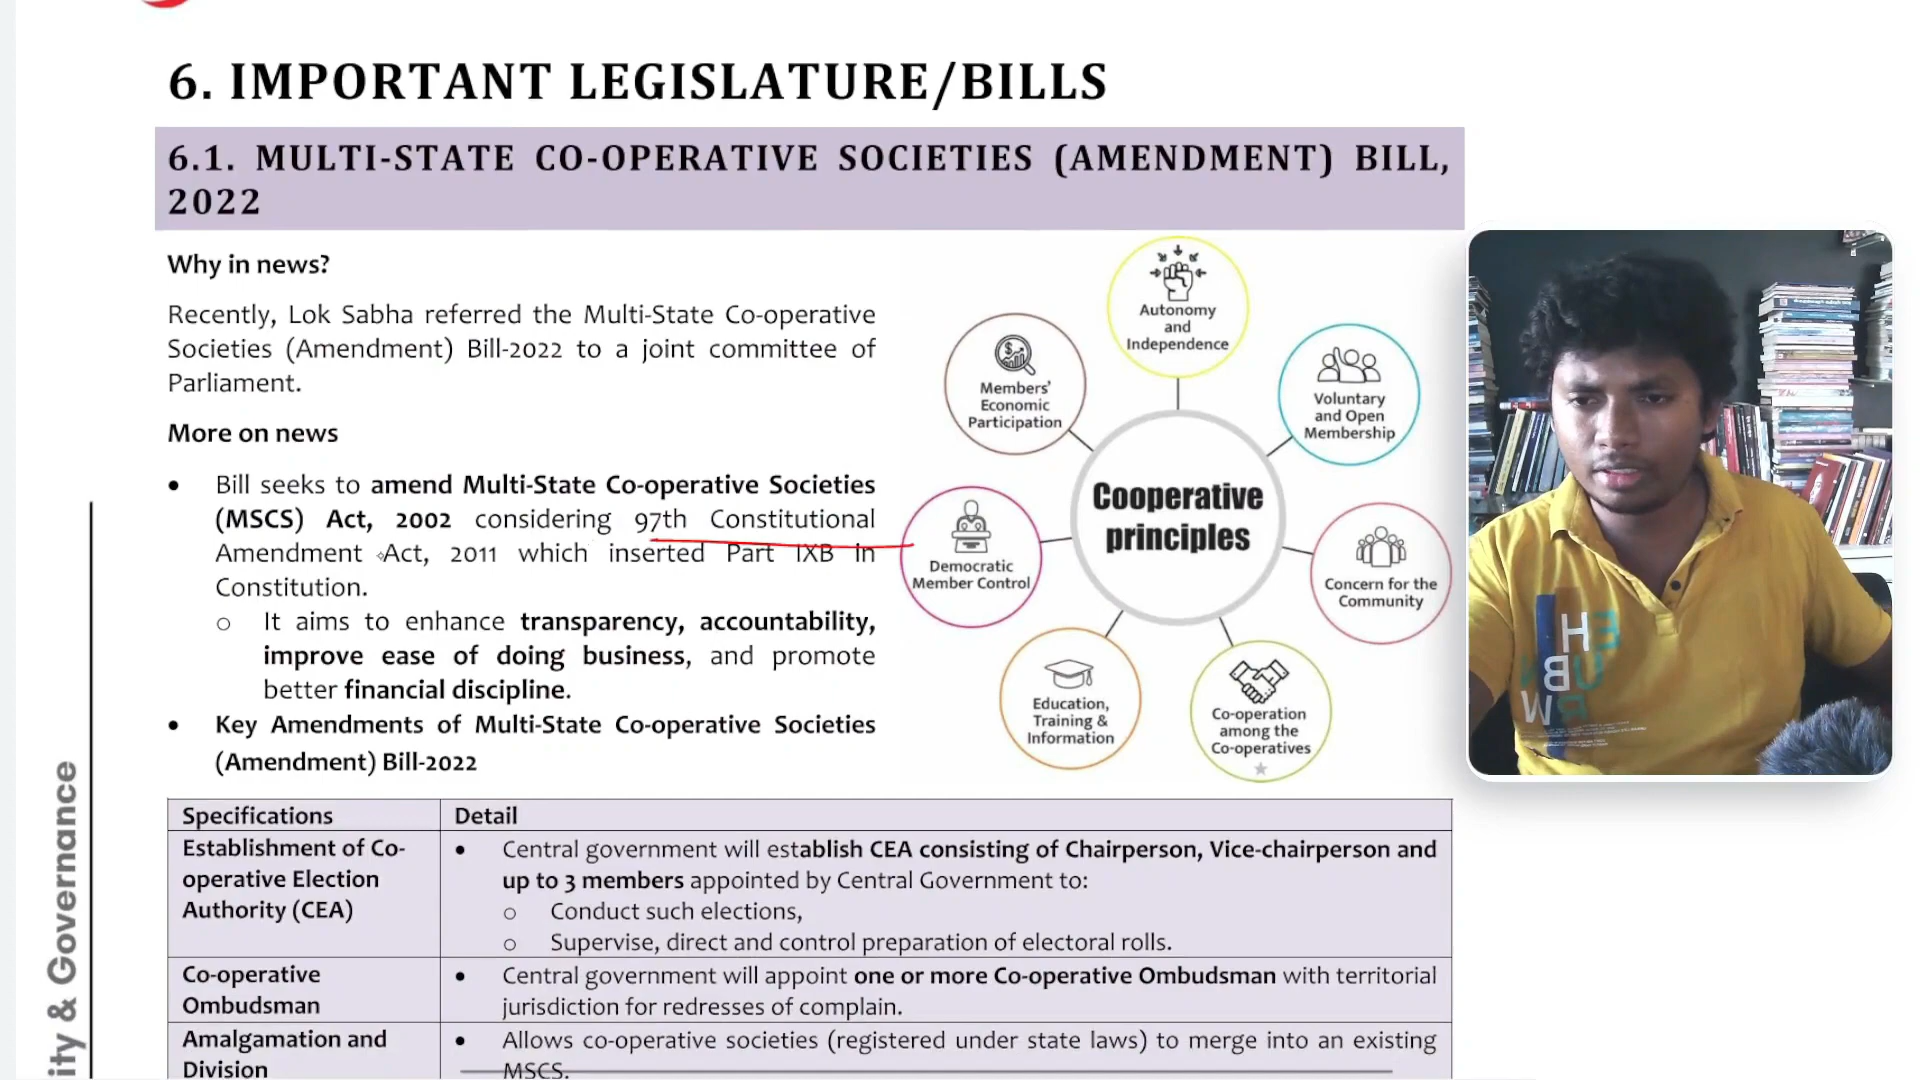 6. IMPORTANT LEGISLATURE/BILLS
6.1. MULTI-STATE CO-OPERATIVE SOCIETIES (AMENDMENT) BILL,
2022
Why in news?
Recently, Lok Sabha referred the Multi-State Co-operative
Societies (Amendment) Bill-2022 to a joint committee of
Parliament.
More on news
• Bill seeks to amend Multi-State Co-operative Societies
(MSCS) Act, 2002 considering 97th Constitutional
Amendment Act, 2011 which inserted Part IXB in
Constitution.
o It aims to enhance transparency, accountability,
improve ease of doing business, and promote
better financial discipline.
• Key Amendments of Multi-State Co-operative Societies
(Amendment) Bill-2022
Autonomy
and
Independence
Members'
Economic
Participation
Voluntary
and Open
Membership
Cooperative
principles
Democratic
Member Control
Concern for the
Community
Education,
Training &
Information
Co-operation
among the
Co-operatives
Specifications
Detail
Establishment of Co-
operative Election
Authority (CEA)
• Central government will establish CEA consisting of Chairperson, Vice-chairperson and
up to 3 members appointed by Central Government to:
o Conduct such elections,
o Supervise, direct and control preparation of electoral rolls.
Co-operative
Ombudsman
• Central government will appoint one or more Co-operative Ombudsman with territorial
jurisdiction for redresses of complain.
Amalgamation and
Division
• Allows co-operative societies (registered under state laws) to merge into an existing
MSCS.
ity & Governance